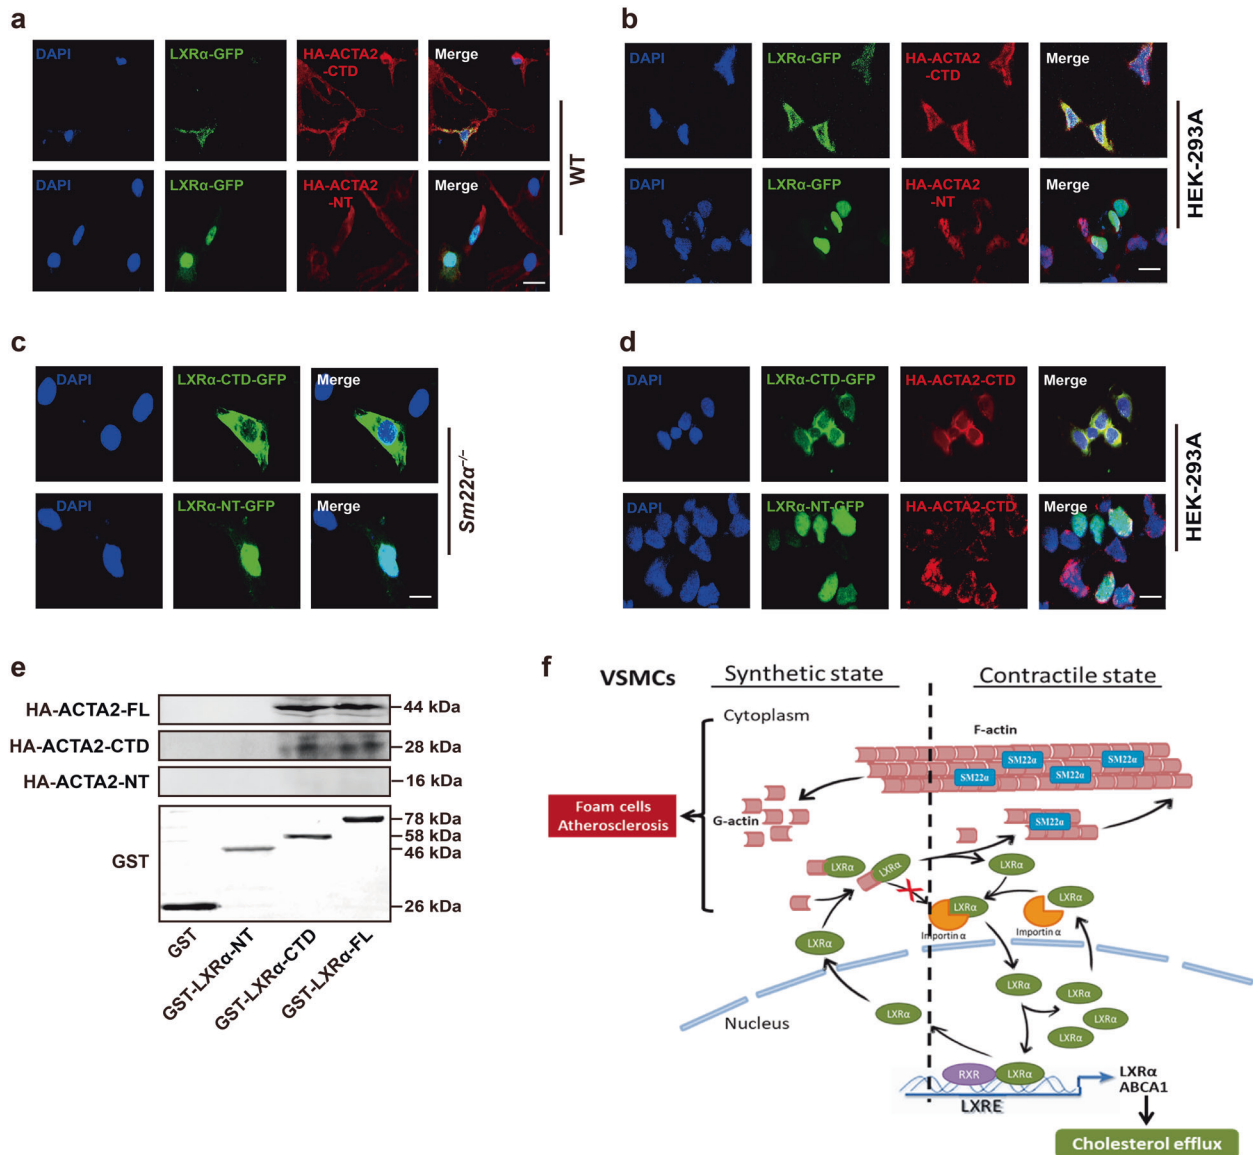 a
DAPI
LXRα-GFP
HA-ACTA2
-CTD
Merge
DAPI
LXRα-GFP
HA-ACTA2
-NT
Merge
WT
b
DAPI
LXRα-GFP
HA-ACTA2
-CTD
Merge
DAPI
LXRα-GFP
HA-ACTA2
-NT
Merge
HEK-293A
c
DAPI
LXRα-CTD-GFP
Merge
DAPI
LXRα-NT-GFP
Merge
Sm22α⁻/⁻
d
DAPI
LXRα-CTD-GFP
HA-ACTA2-CTD
Merge
DAPI
LXRα-NT-GFP
HA-ACTA2-CTD
Merge
HEK-293A
e
HA-ACTA2-FL
44 kDa
HA-ACTA2-CTD
28 kDa
HA-ACTA2-NT
16 kDa
GST
78 kDa
58 kDa
46 kDa
26 kDa
GST
GST-LXRα-NT
GST-LXRα-CTD
GST-LXRα-FL
f
VSMCs
Synthetic state
Contractile state
Cytoplasm
F-actin
SM22α
SM22α
SM22α
SM22α
Foam cells
Atherosclerosis
G-actin
SM22α
LXRα
LXRα
LXRα
LXRα
LXRα
Importin α
Importin α
LXRα
LXRα
LXRα
LXRα
LXRα
LXRα
Nucleus
RXR
LXRα
LXRE
LXRα
ABCA1
Cholesterol efflux